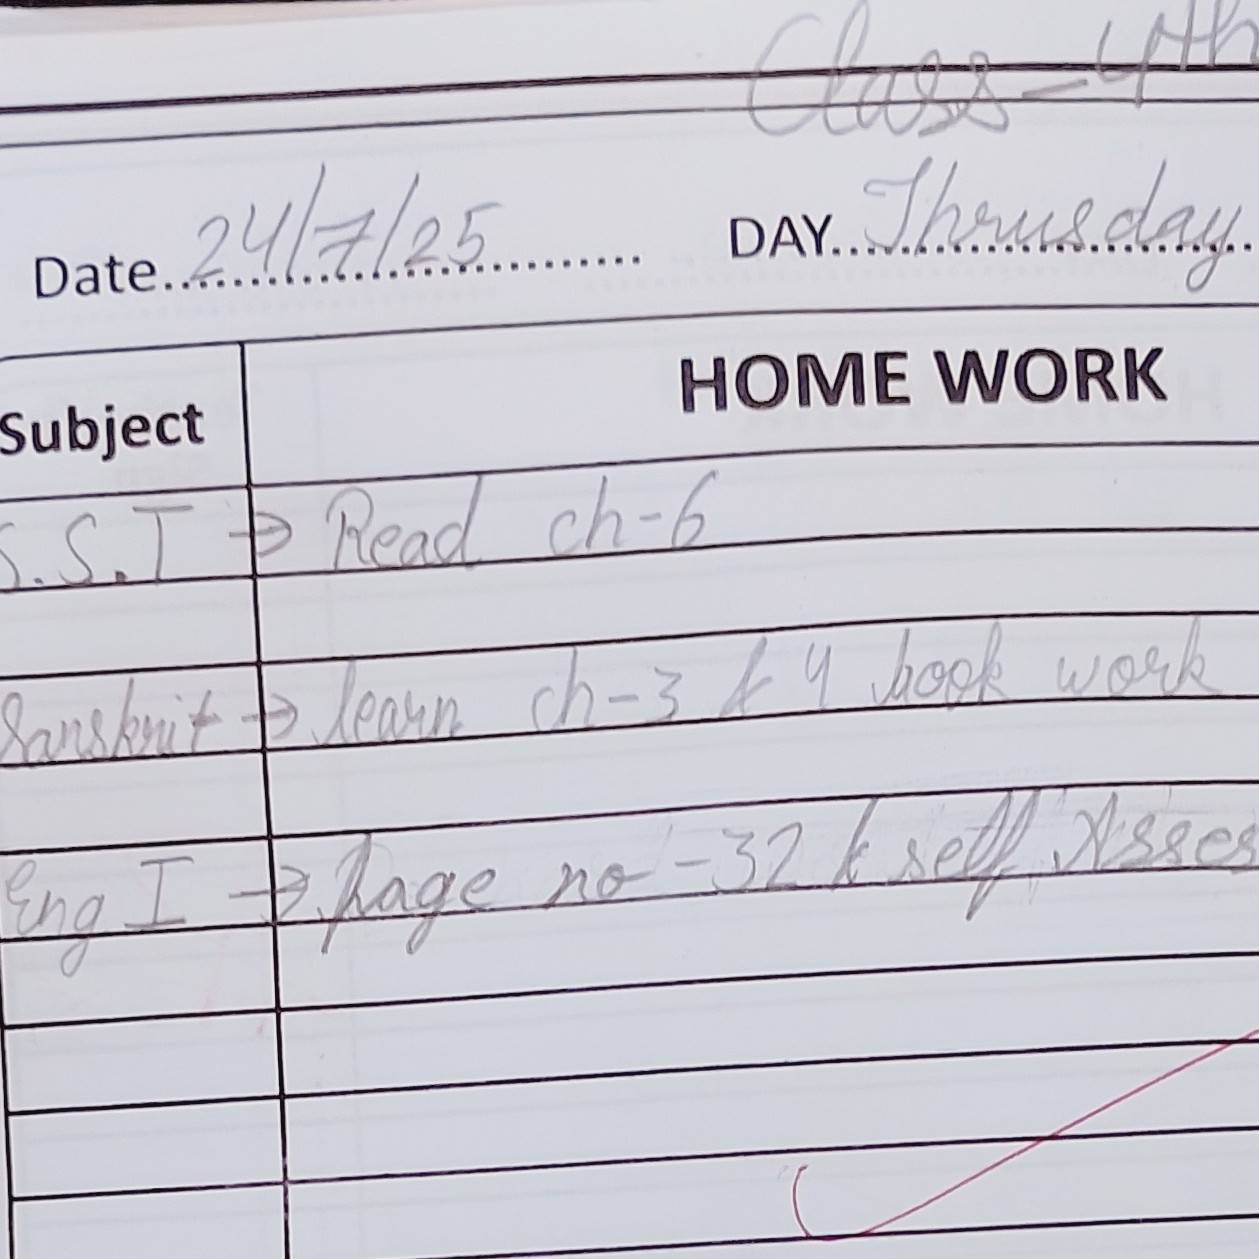 Class - 4th
Date 24/7/25 DAY Thrusday
Subject HOME WORK
S.S.T → Read ch-6
Sanskrit → learn ch-3 & 4 book work
Eng I → Page no - 32 & self Asses